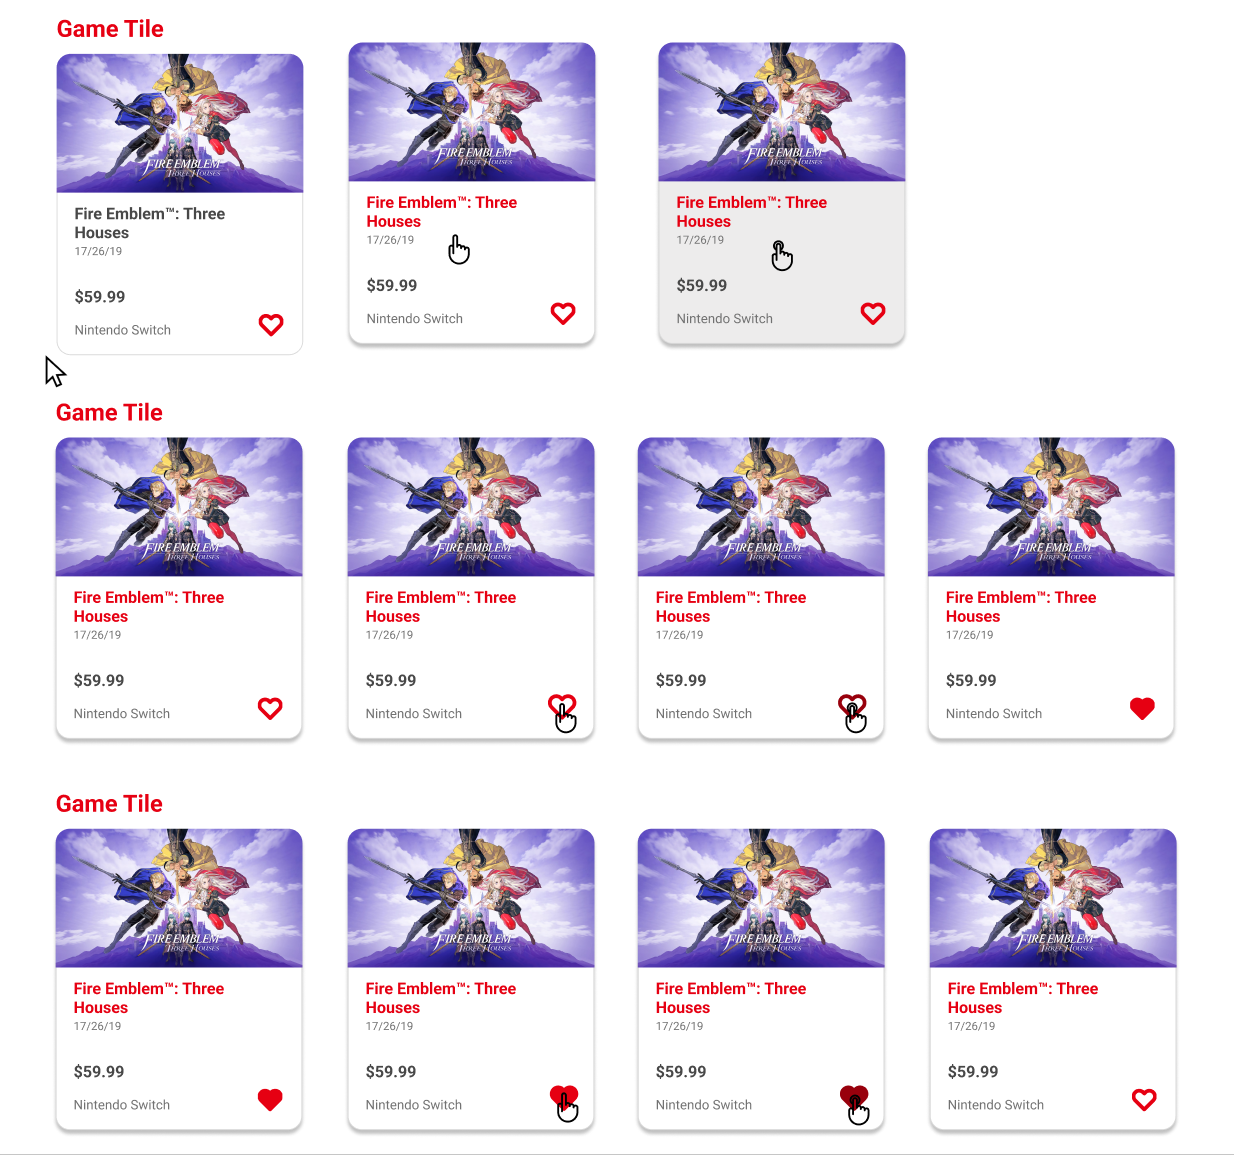 Game Tile
FIRE EMBLEM
THREE HOUSES
Fire Emblem™: Three
Houses
17/26/19
$59.99
Nintendo Switch
FIRE EMBLEM
THREE HOUSES
Fire Emblem™: Three
Houses
17/26/19
$59.99
Nintendo Switch
FIRE EMBLEM
THREE HOUSES
Fire Emblem™: Three
Houses
17/26/19
$59.99
Nintendo Switch
Game Tile
FIRE EMBLEM
THREE HOUSES
Fire Emblem™: Three
Houses
17/26/19
$59.99
Nintendo Switch
FIRE EMBLEM
THREE HOUSES
Fire Emblem™: Three
Houses
17/26/19
$59.99
Nintendo Switch
FIRE EMBLEM
THREE HOUSES
Fire Emblem™: Three
Houses
17/26/19
$59.99
Nintendo Switch
FIRE EMBLEM
THREE HOUSES
Fire Emblem™: Three
Houses
17/26/19
$59.99
Nintendo Switch
Game Tile
FIRE EMBLEM
THREE HOUSES
Fire Emblem™: Three
Houses
17/26/19
$59.99
Nintendo Switch
FIRE EMBLEM
THREE HOUSES
Fire Emblem™: Three
Houses
17/26/19
$59.99
Nintendo Switch
FIRE EMBLEM
THREE HOUSES
Fire Emblem™: Three
Houses
17/26/19
$59.99
Nintendo Switch
FIRE EMBLEM
THREE HOUSES
Fire Emblem™: Three
Houses
17/26/19
$59.99
Nintendo Switch